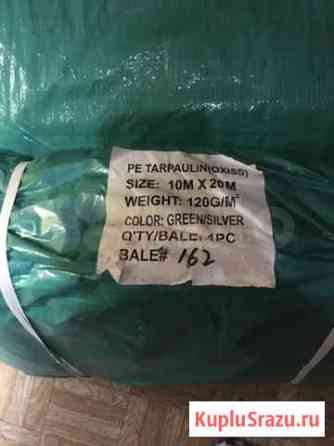 PE TARPAULIN(OXISS)
SIZE: 10M X 20M
WEIGHT: 120G/M²
COLOR: GREEN/SILVER
Q'TY/BALE: 1PC
BALE# 162
KupluSrazu.ru